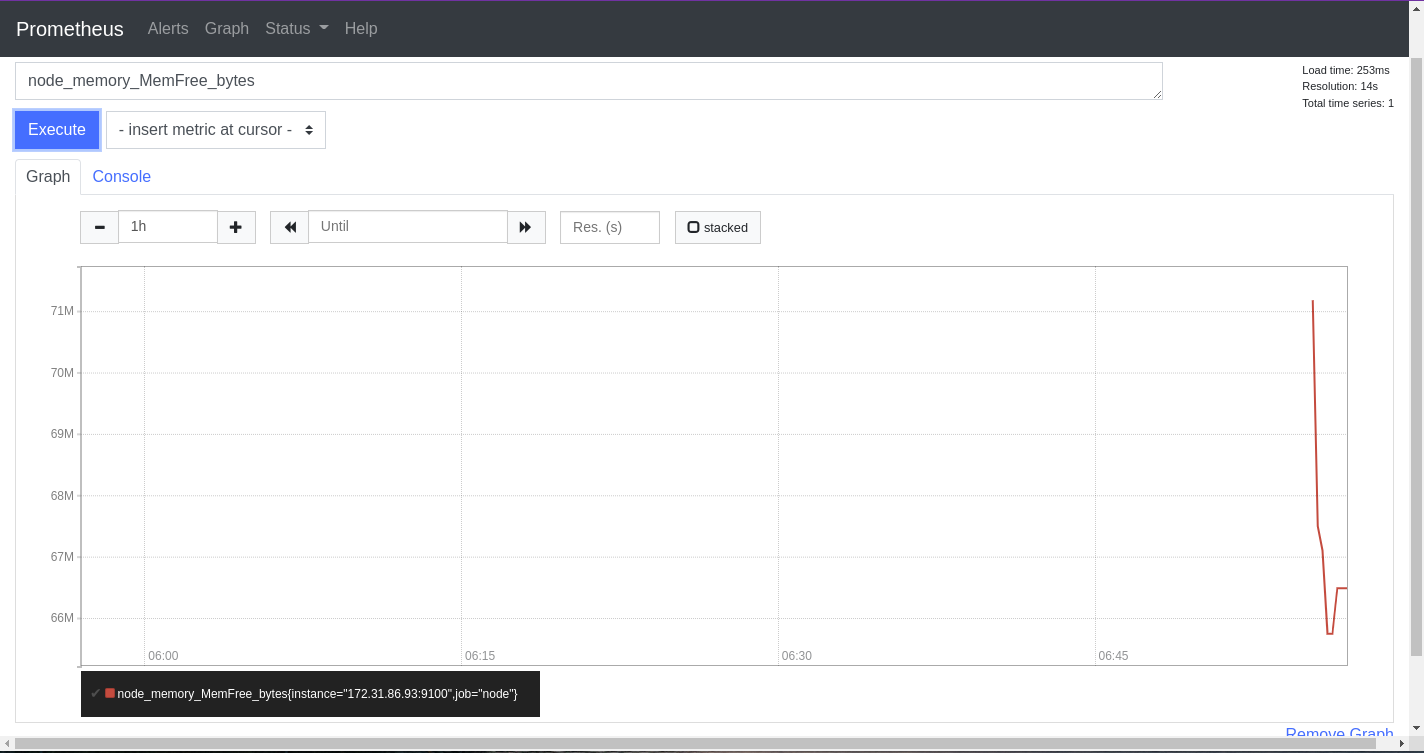 Prometheus Alerts Graph Status Help
node_memory_MemFree_bytes
Load time: 253ms
Resolution: 14s
Total time series: 1
Execute - insert metric at cursor -
Graph Console
1h Until Res. (s) stacked
71M
70M
69M
68M
67M
66M
06:00 06:15 06:30 06:45
✔ node_memory_MemFree_bytes{instance="172.31.86.93:9100",job="node"}
Remove Graph